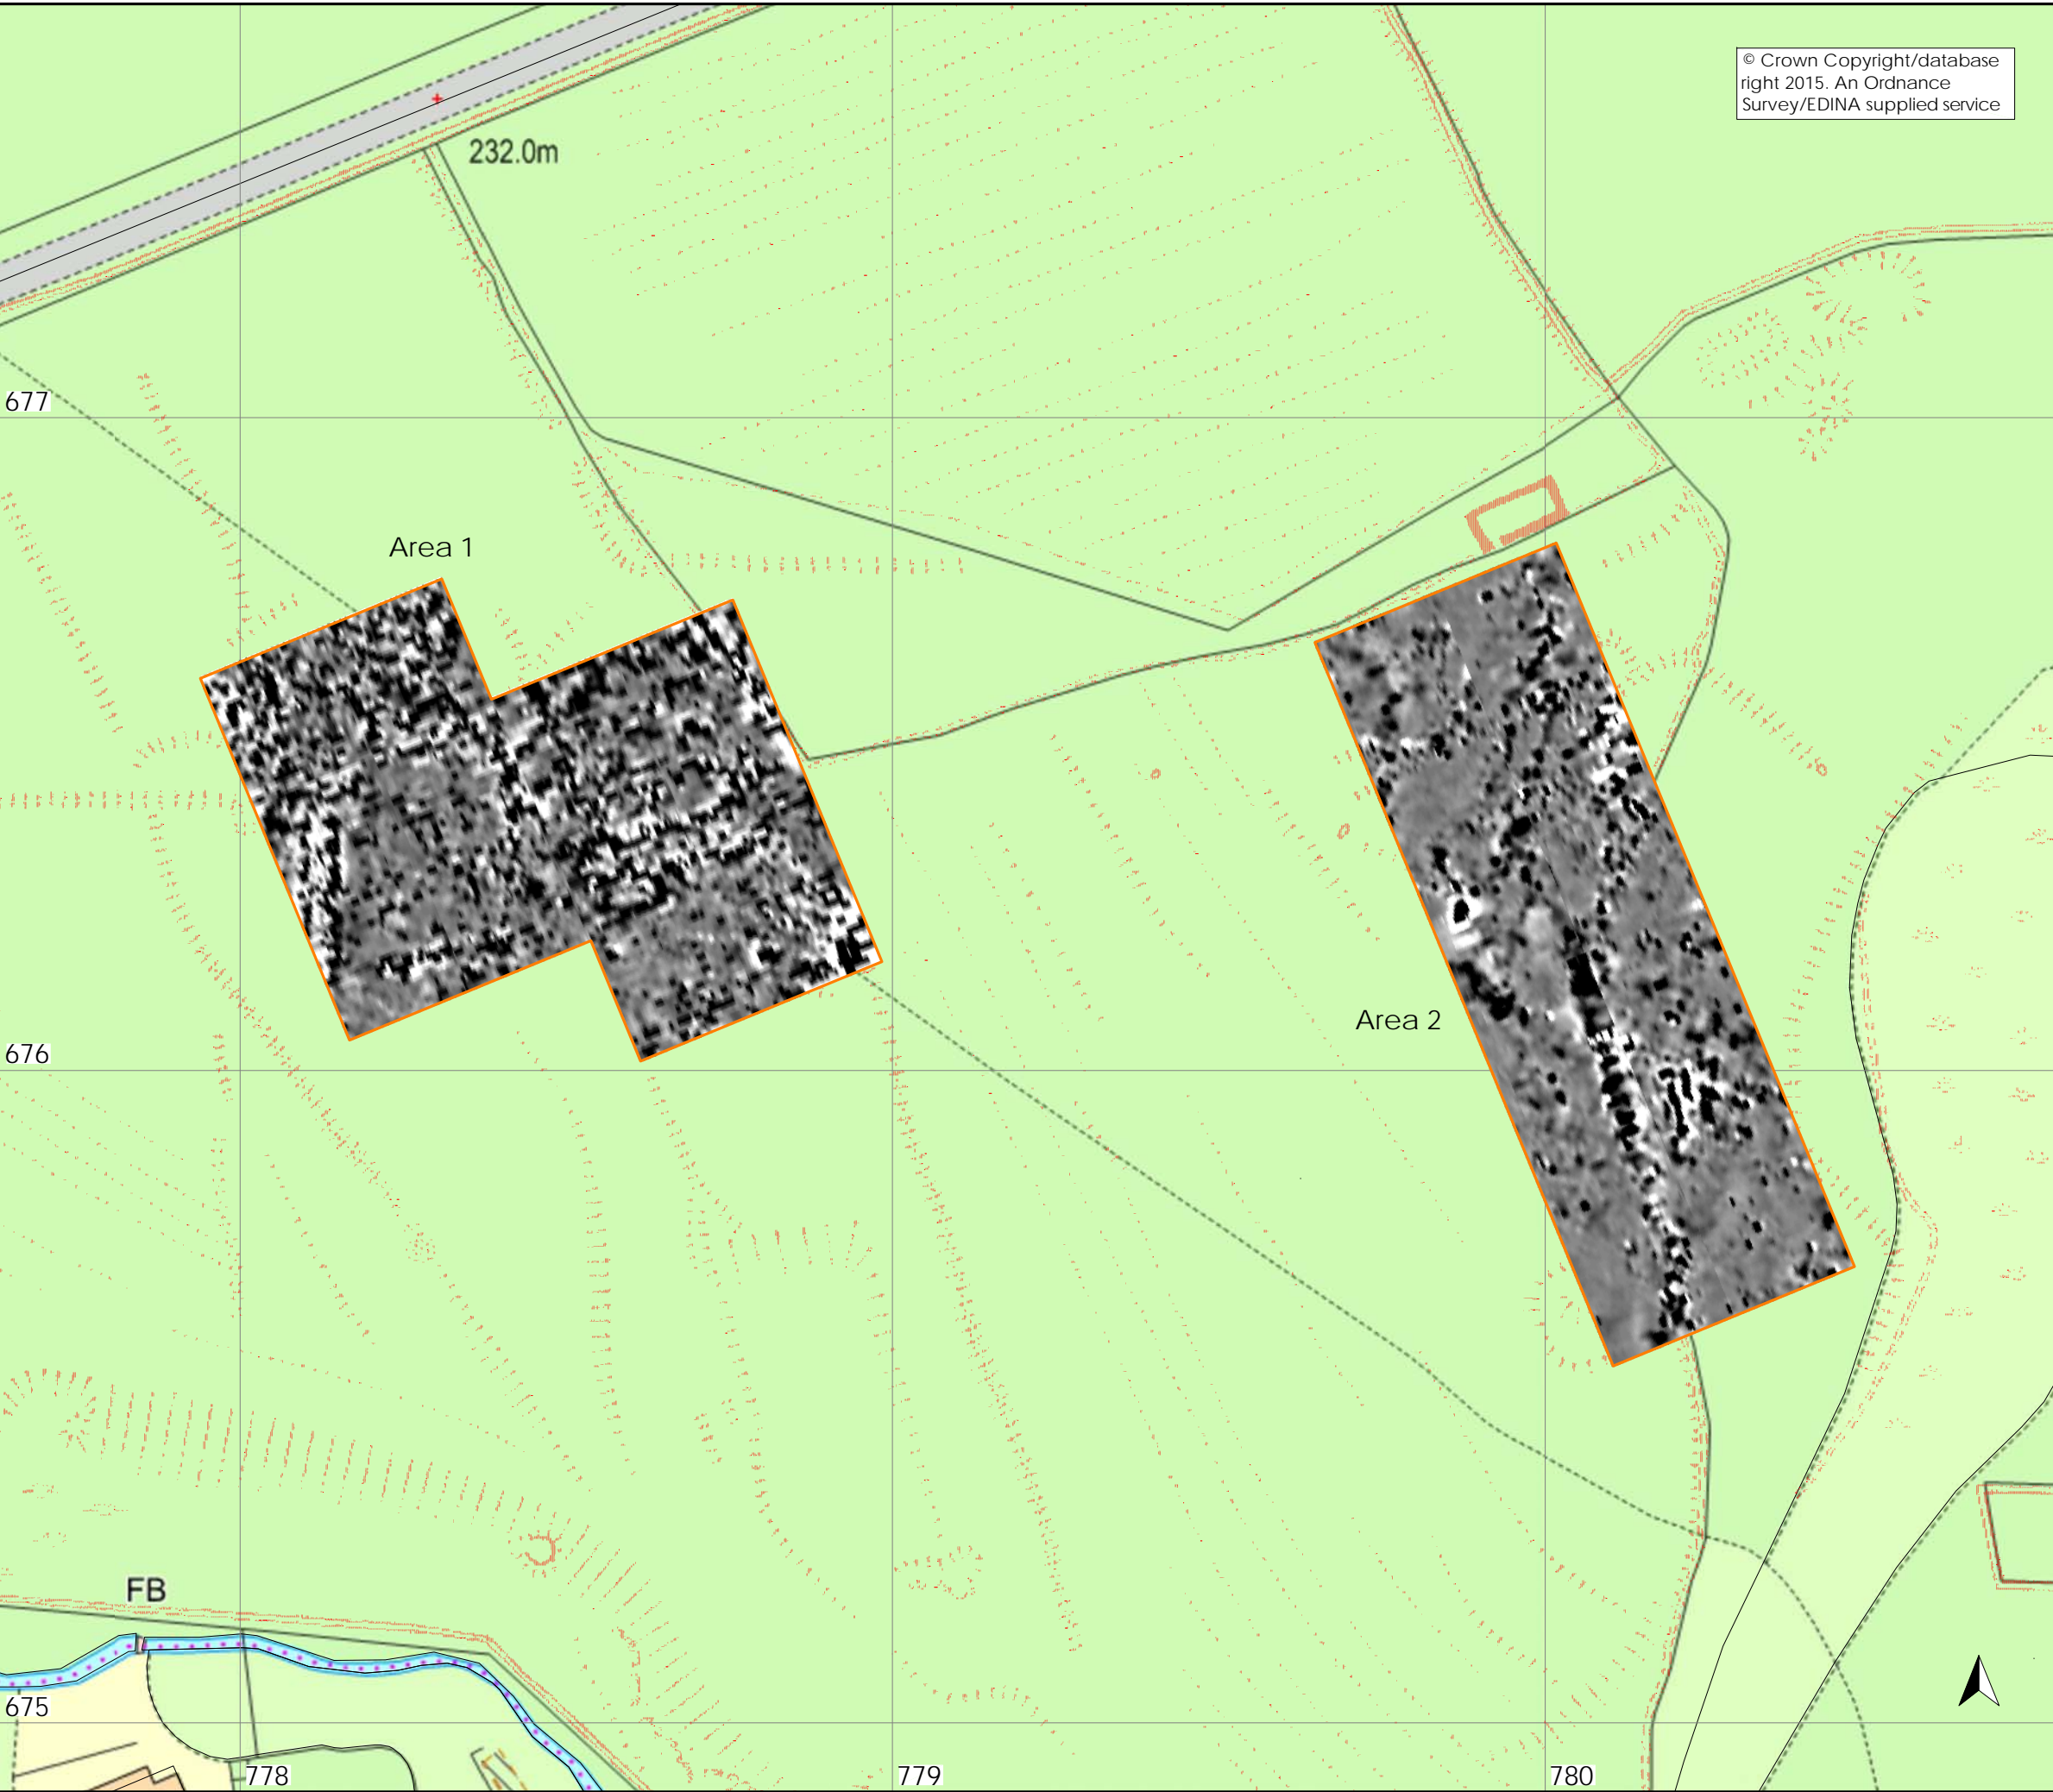 © Crown Copyright/database
right 2015. An Ordnance
Survey/EDINA supplied service
232.0m
677
Area 1
Area 2
676
FB
675
778
779
780